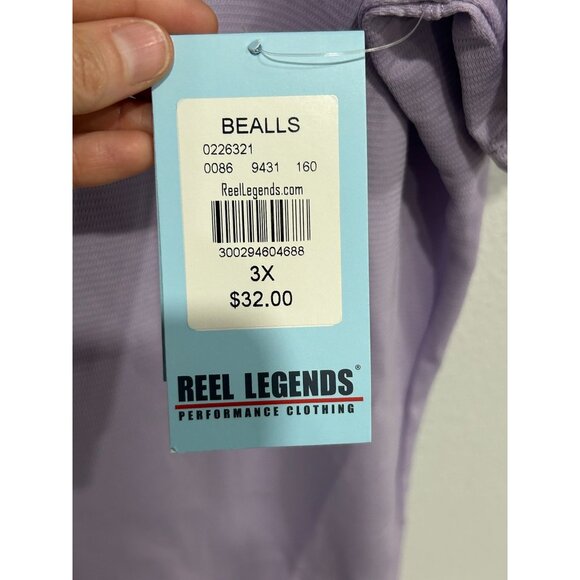 BEALLS
0226321
0086 9431 160
ReelLegends.com
300294604688
3X
$32.00
REEL LEGENDS®
PERFORMANCE CLOTHING